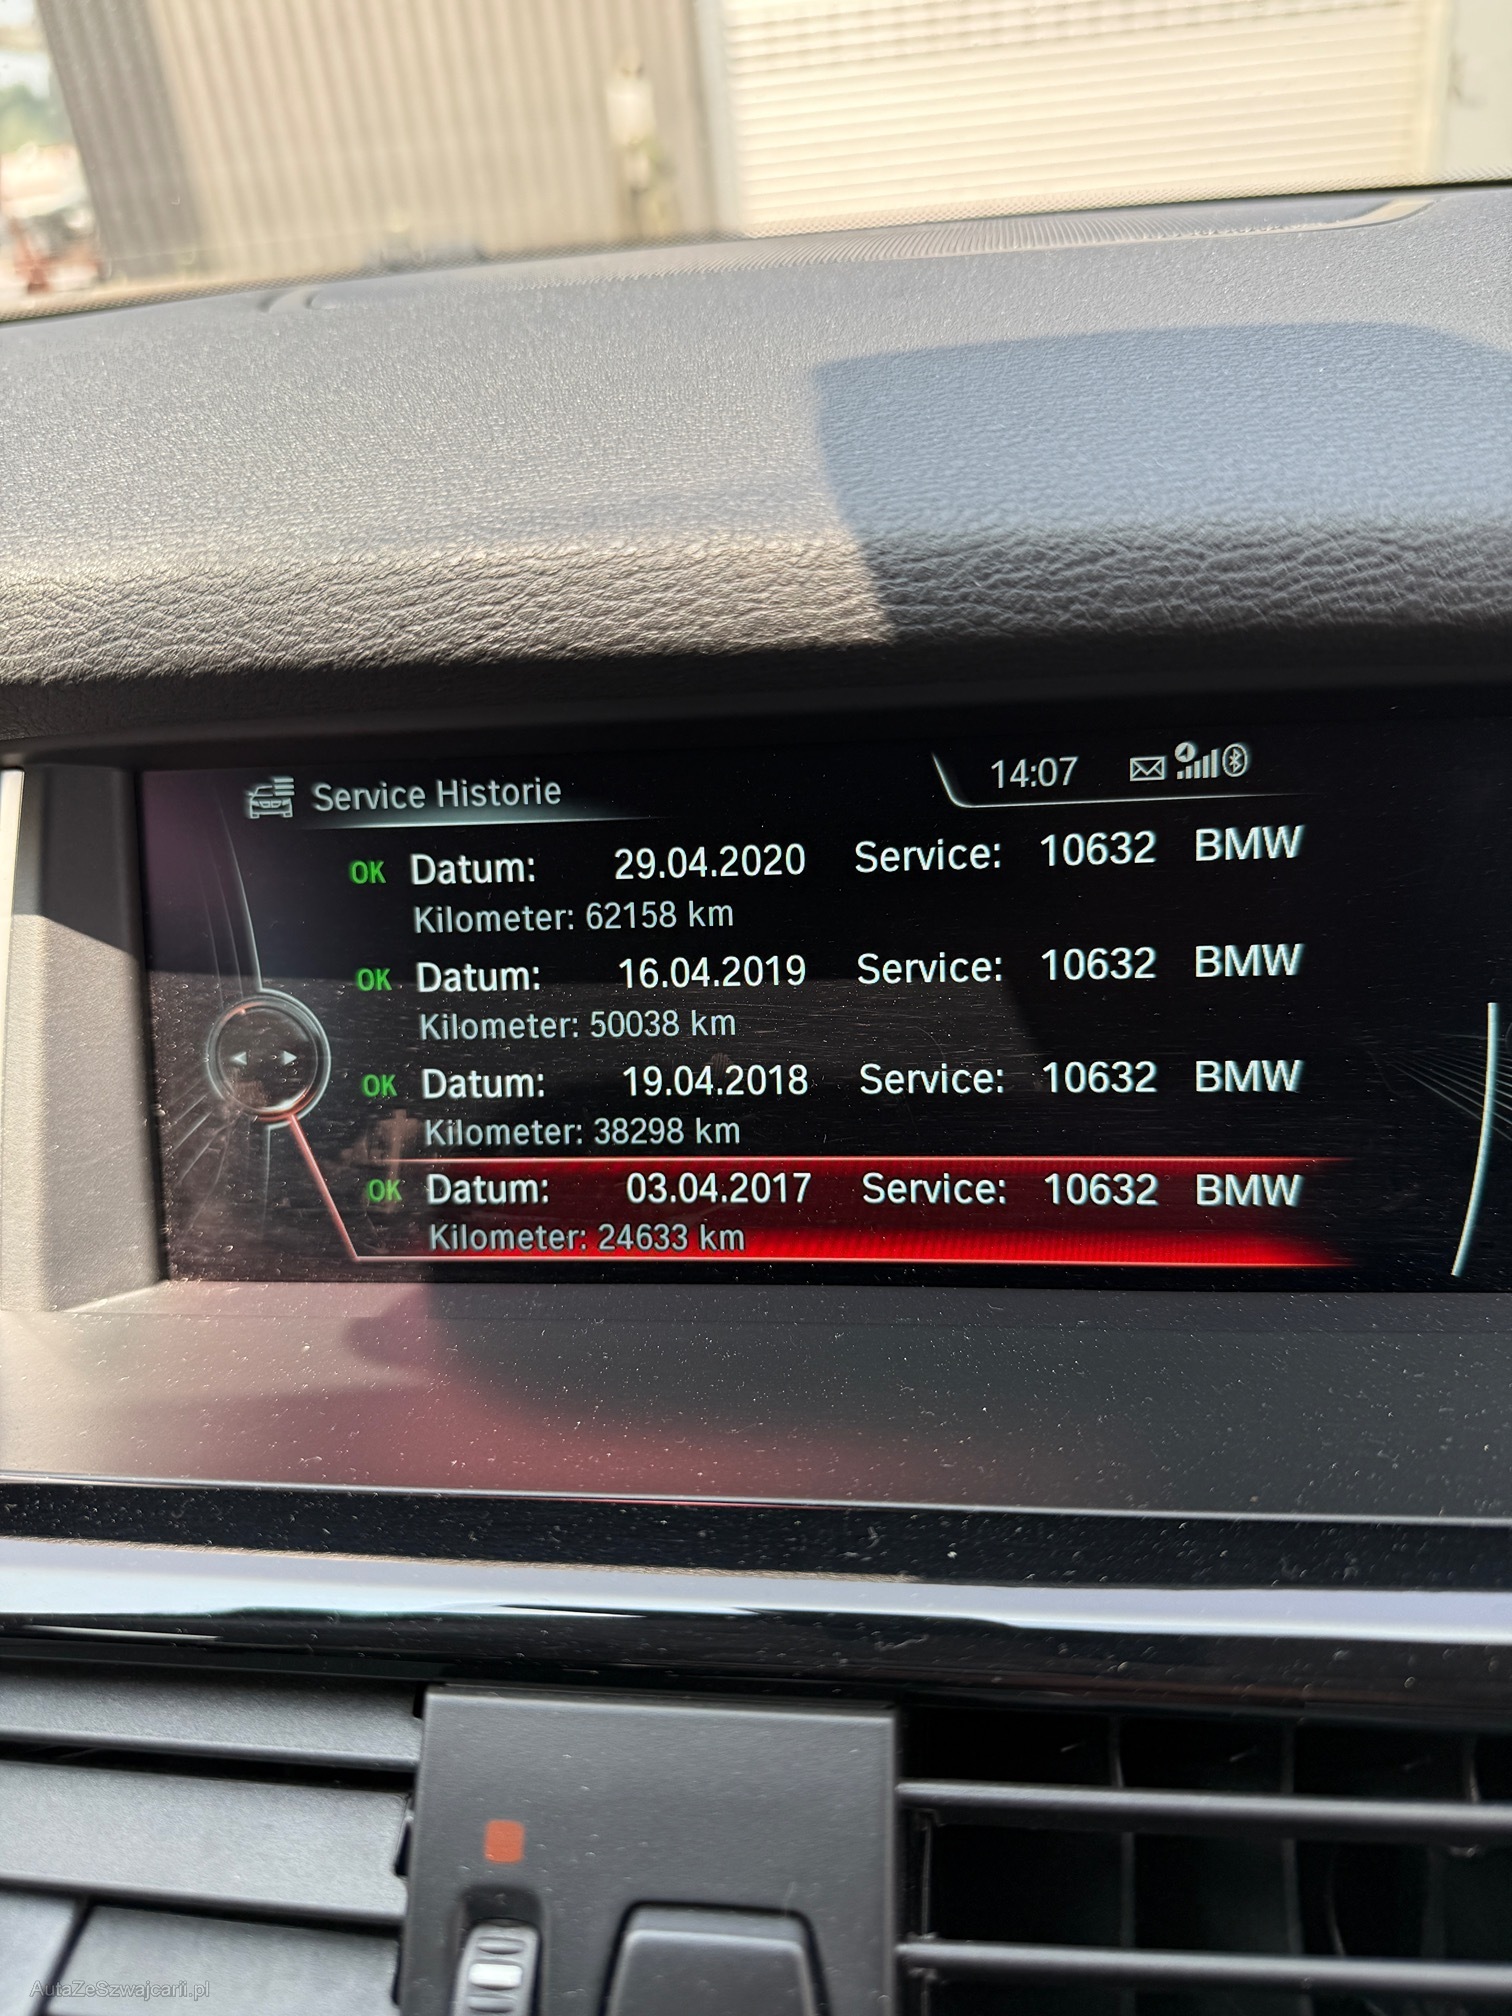 Service Historie
14:07
OK Datum: 29.04.2020 Service: 10632 BMW
Kilometer: 62158 km
OK Datum: 16.04.2019 Service: 10632 BMW
Kilometer: 50038 km
OK Datum: 19.04.2018 Service: 10632 BMW
Kilometer: 38298 km
OK Datum: 03.04.2017 Service: 10632 BMW
Kilometer: 24633 km
AutaZeSzwajcarii.pl